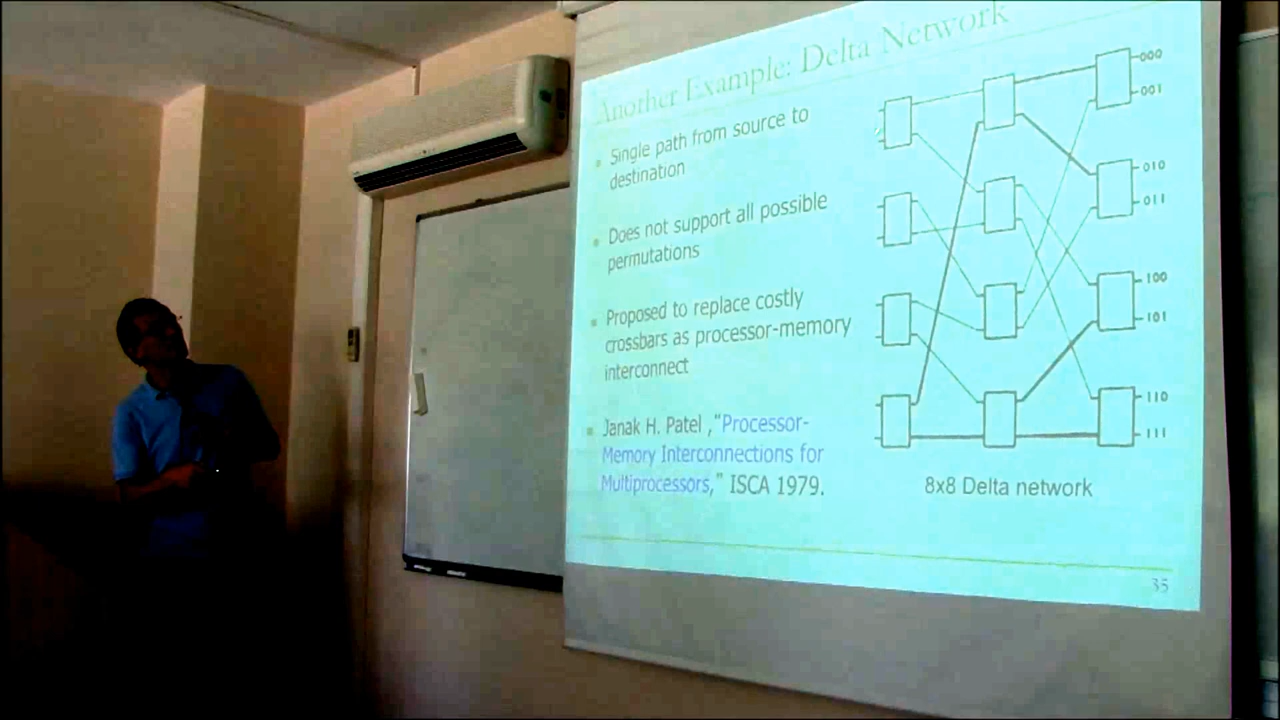 Another Example: Delta Network
Single path from source to
destination
Does not support all possible
permutations
Proposed to replace costly
crossbars as processor-memory
interconnect
Janak H. Patel ,"Processor-
Memory Interconnections for
Multiprocessors," ISCA 1979.
000
001
010
011
100
101
110
111
8x8 Delta network
35